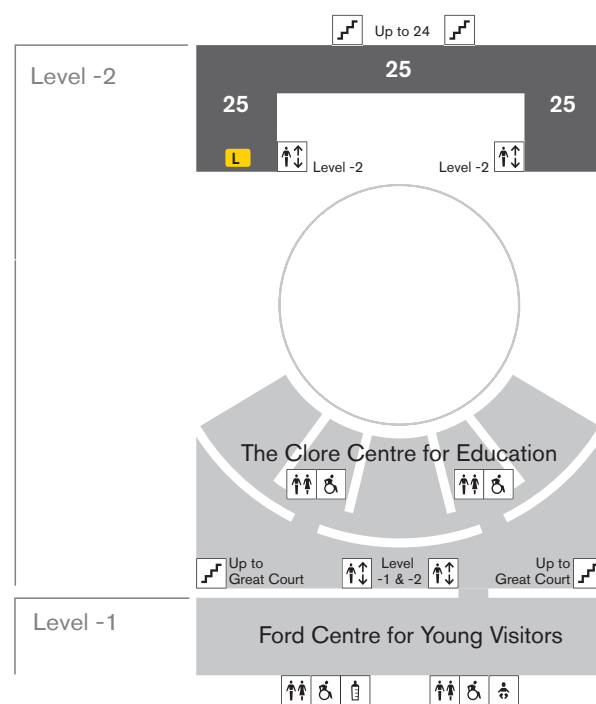 Up to 24
Level -2
25
25
25
L
Level -2
Level -2
The Clore Centre for Education
Up to
Great Court
Level
-1 & -2
Up to
Great Court
Level -1
Ford Centre for Young Visitors